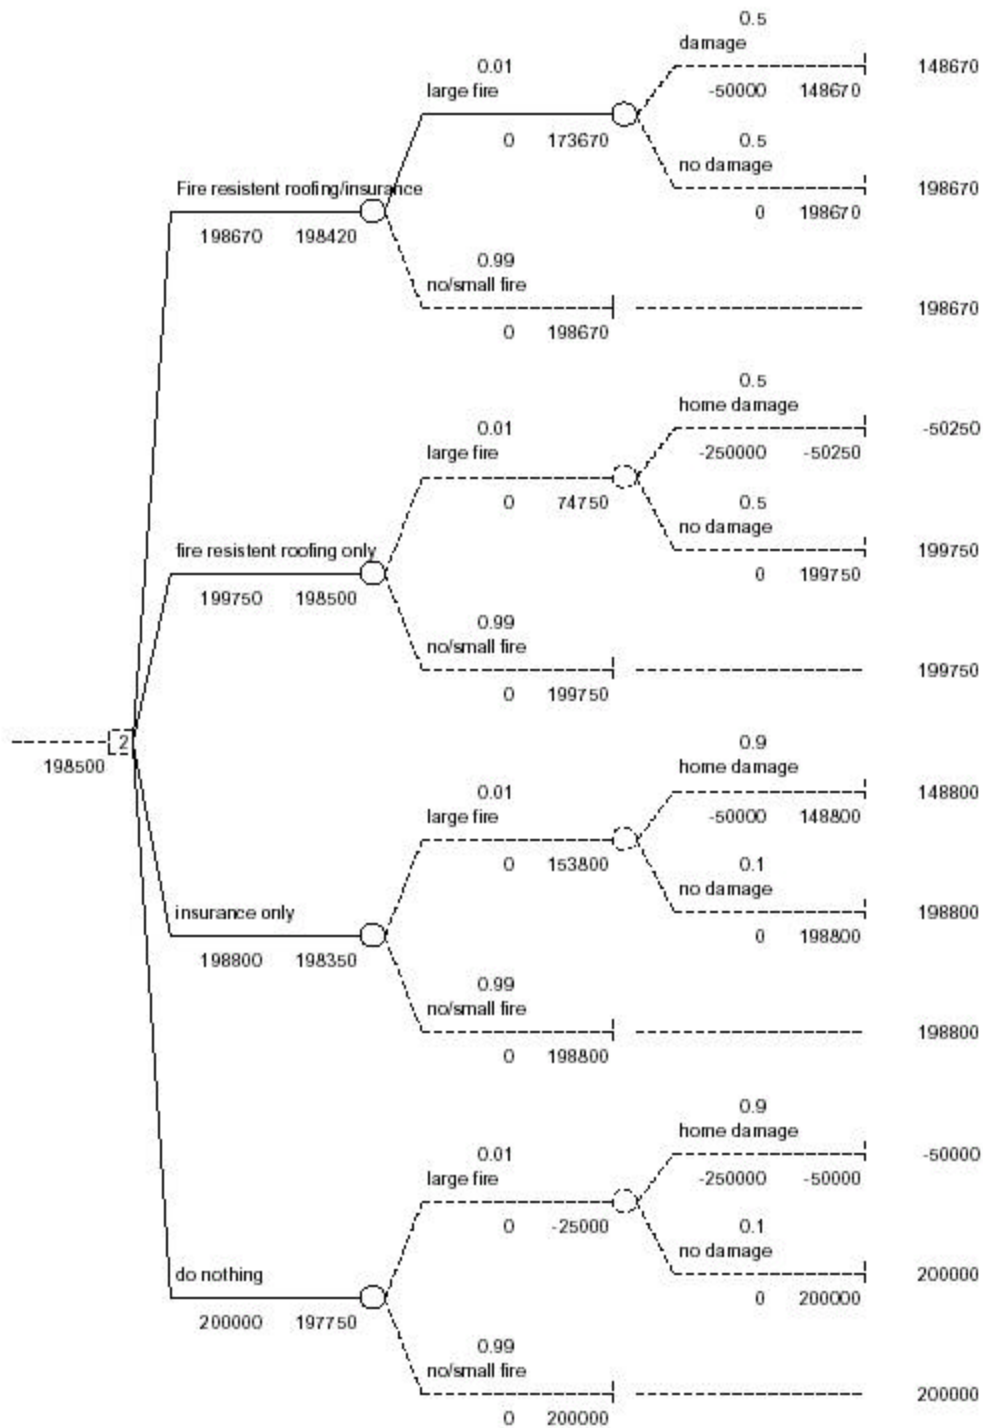 0.5
damage
-50000 148670
148670
0.01
large fire
0 173670
0.5
no damage
0 198670
198670
Fire resistent roofing/insurance
198670 198420
0.99
no/small fire
0 198670
198670
0.5
home damage
-250000 -50250
-50250
0.01
large fire
0 74750
0.5
no damage
0 199750
199750
fire resistent roofing only
199750 198500
0.99
no/small fire
0 199750
199750
2
198500
0.9
home damage
-50000 148800
148800
0.01
large fire
0 153800
0.1
no damage
0 198800
198800
insurance only
198800 198350
0.99
no/small fire
0 198800
198800
0.9
home damage
-250000 -50000
-50000
0.01
large fire
0 -25000
0.1
no damage
0 200000
200000
do nothing
200000 197750
0.99
no/small fire
0 200000
200000